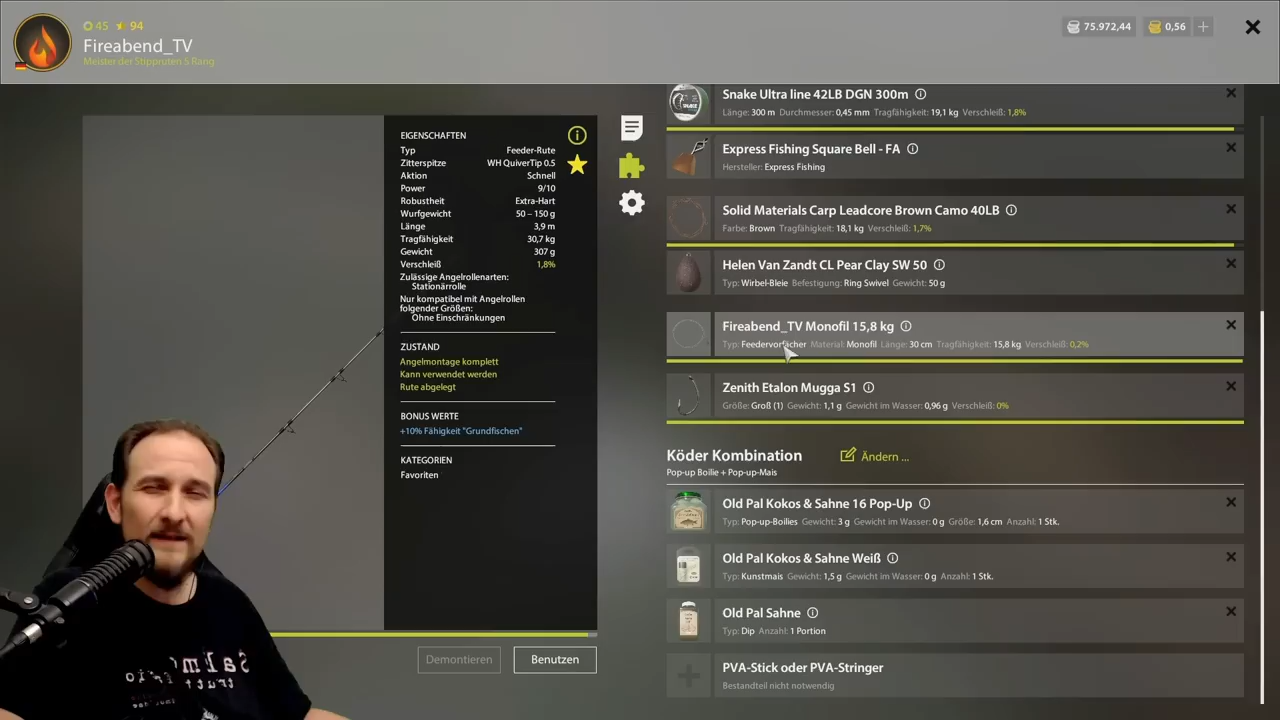 45 94
Fireabend_TV
Meister der Stippruten 5 Rang
75.972,44
0,56
EIGENSCHAFTEN
Typ Feeder-Rute
Zitterspitze WH QuiverTip 0.5
Aktion Schnell
Power 9/10
Robustheit Extra-Hart
Wurfgewicht 50 – 150 g
Länge 3,9 m
Tragfähigkeit 30,7 kg
Gewicht 307 g
Verschleiß 1,8%
Zulässige Angelrollenarten:
Stationärrolle
Nur kompatibel mit Angelrollen
folgender Größen:
Ohne Einschränkungen
ZUSTAND
Angelmontage komplett
Kann verwendet werden
Rute abgelegt
BONUS WERTE
+10% Fähigkeit "Grundfischen"
KATEGORIEN
Favoriten
Demontieren
Benutzen
Snake Ultra line 42LB DGN 300m
Länge: 300 m Durchmesser: 0,45 mm Tragfähigkeit: 19,1 kg Verschleiß: 1,8%
Express Fishing Square Bell - FA
Hersteller: Express Fishing
Solid Materials Carp Leadcore Brown Camo 40LB
Farbe: Brown Tragfähigkeit: 18,1 kg Verschleiß: 1,7%
Helen Van Zandt CL Pear Clay SW 50
Typ: Wirbel-Bleie Befestigung: Ring Swivel Gewicht: 50 g
Fireabend_TV Monofil 15,8 kg
Typ: Feedervorfächer Material: Monofil Länge: 30 cm Tragfähigkeit: 15,8 kg Verschleiß: 0,2%
Zenith Etalon Mugga S1
Größe: Groß (1) Gewicht: 1,1 g Gewicht im Wasser: 0,96 g Verschleiß: 0%
Köder Kombination Ändern ...
Pop-up Boilie + Pop-up-Mais
Old Pal Kokos & Sahne 16 Pop-Up
Typ: Pop-up-Boilies Gewicht: 3 g Gewicht im Wasser: 0 g Größe: 1,6 cm Anzahl: 1 Stk.
Old Pal Kokos & Sahne Weiß
Typ: Kunstmais Gewicht: 1,5 g Gewicht im Wasser: 0 g Anzahl: 1 Stk.
Old Pal Sahne
Typ: Dip Anzahl: 1 Portion
PVA-Stick oder PVA-Stringer
Bestandteil nicht notwendig